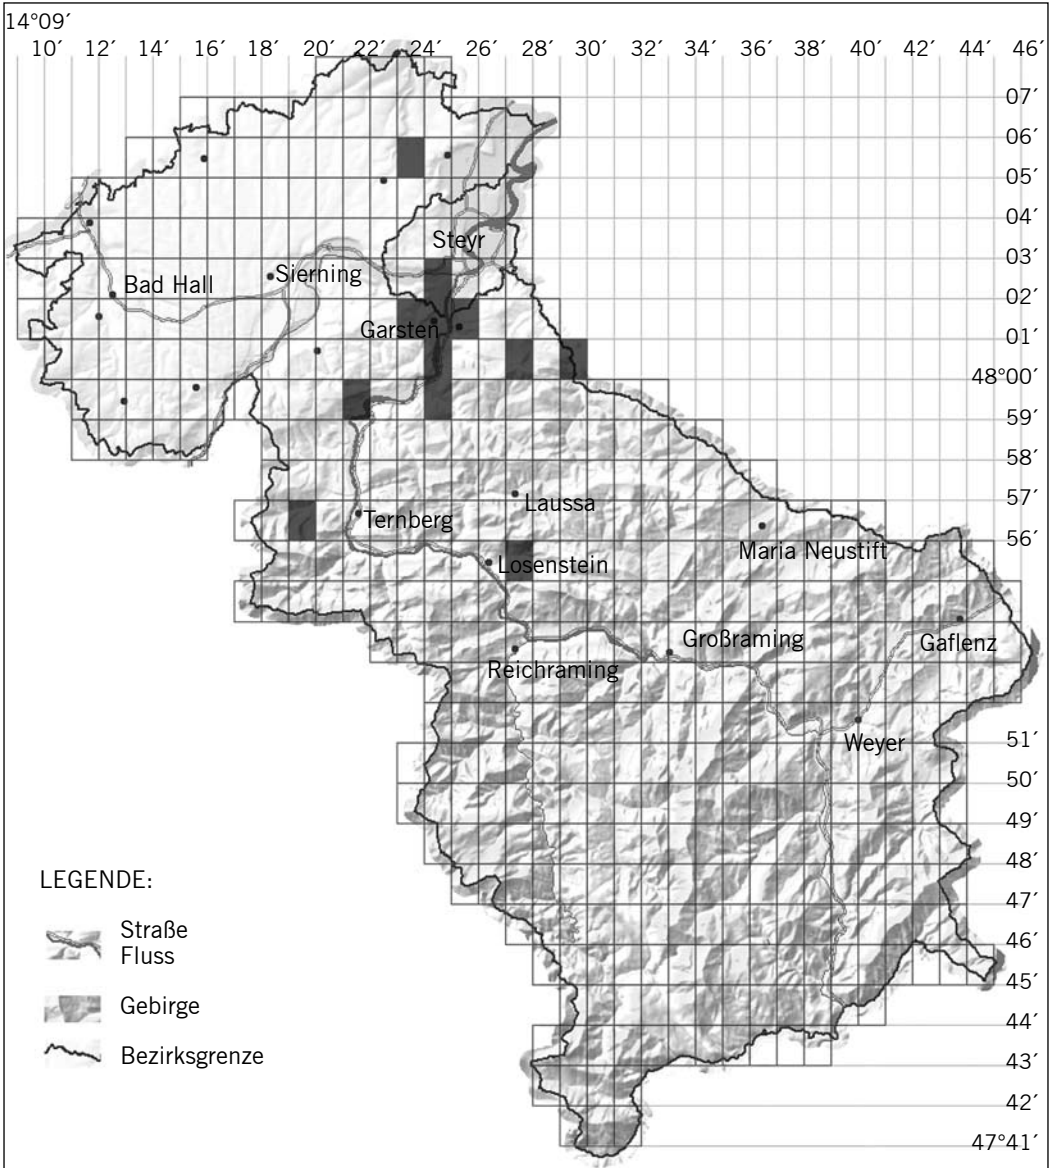 14°09′
10′ 12′ 14′ 16′ 18′ 20′ 22′ 24′ 26′ 28′ 30′ 32′ 34′ 36′ 38′ 40′ 42′ 44′ 46′
07′
06′
05′
04′
Steyr
03′
Sierning
Bad Hall
02′
Garsten
01′
48°00′
59′
58′
57′
Laussa
Ternberg
56′
Maria Neustift
Losenstein
Großraming
Gaflenz
Reichraming
51′
Weyer
50′
49′
48′
LEGENDE:
47′
Straße
Fluss
46′
45′
Gebirge
44′
Bezirksgrenze
43′
42′
47°41′